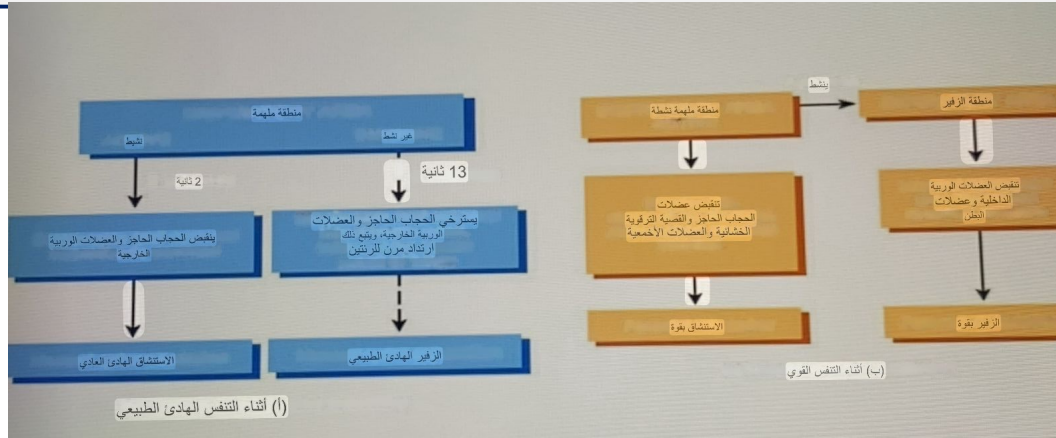 منطقة ملهمة
نشيط
غير نشط
2 ثانية
13 ثانية
ينقبض الحجاب الحاجز والعضلات الوربية
الخارجية
يسترخي الحجاب الحاجز والعضلات
الوربية الخارجية، ويتبع ذلك
ارتداد مرن للرئتين
الاستنشاق الهادئ العادي
الزفير الهادئ الطبيعي
(أ) أثناء التنفس الهادئ الطبيعي
منطقة ملهمة نشطة
ينشط
منطقة الزفير
تنقبض عضلات
الحجاب الحاجز والقصية الترقوية
الخشائية والعضلات الأخمعية
تنقبض العضلات الوربية
الداخلية وعضلات
البطن
الاستنشاق بقوة
الزفير بقوة
(ب) أثناء التنفس القوي